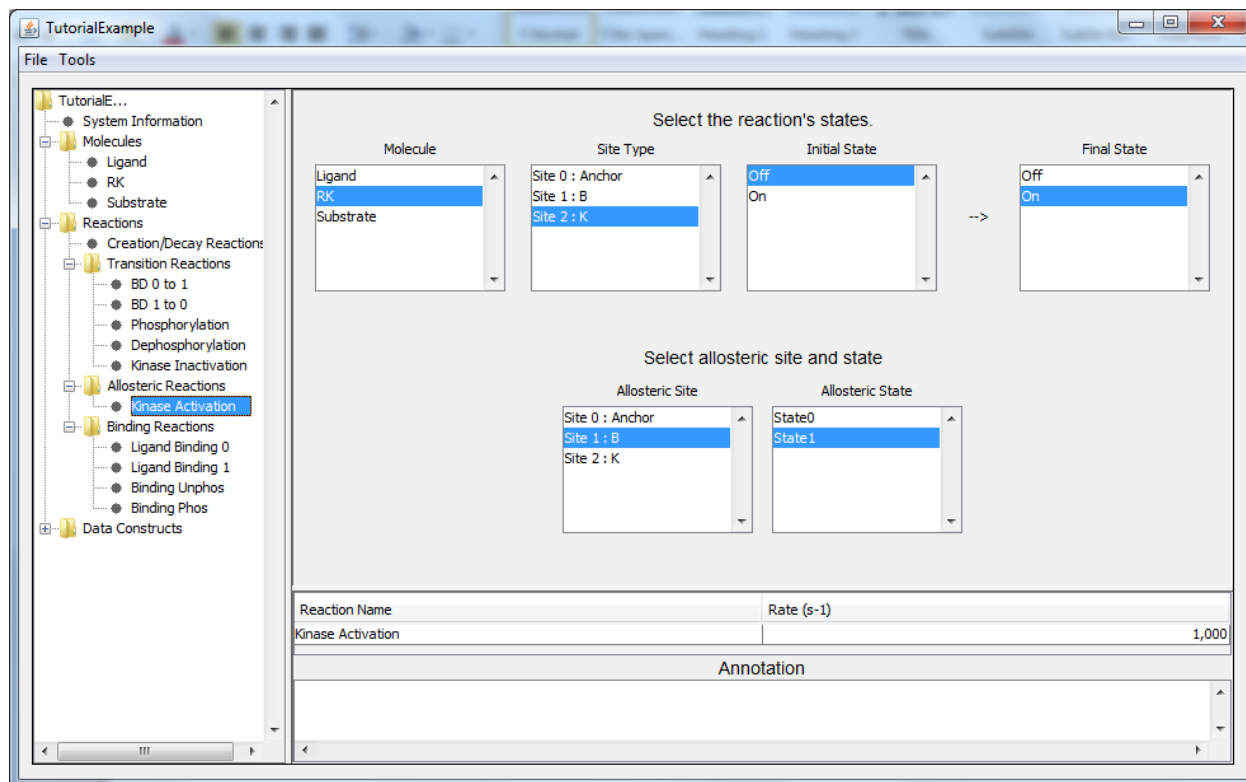 TutorialExample
File Tools
TutorialE...
System Information
Molecules
Ligand
RK
Substrate
Reactions
Creation/Decay Reactions
Transition Reactions
BD 0 to 1
BD 1 to 0
Phosphorylation
Dephosphorylation
Kinase Inactivation
Allosteric Reactions
Kinase Activation
Binding Reactions
Ligand Binding 0
Ligand Binding 1
Binding Unphos
Binding Phos
Data Constructs
Select the reaction's states.
Molecule
Ligand
RK
Substrate
Site Type
Site 0 : Anchor
Site 1 : B
Site 2 : K
Initial State
Off
On
-->
Final State
Off
On
Select allosteric site and state
Allosteric Site
Site 0 : Anchor
Site 1 : B
Site 2 : K
Allosteric State
State0
State1
Reaction Name Rate (s-1)
Kinase Activation 1,000
Annotation